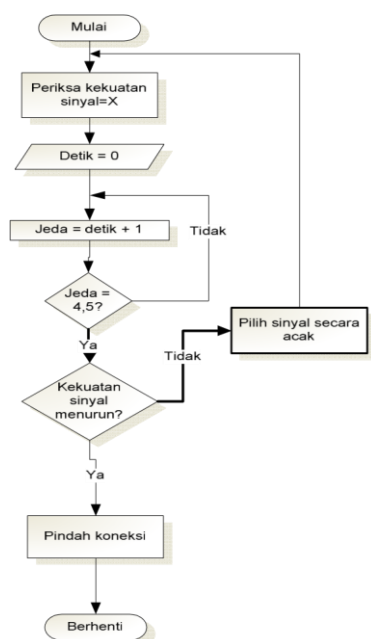 Mulai
Periksa kekuatan
sinyal=X
Detik = 0
Jeda = detik + 1
Tidak
Jeda =
4,5?
Ya
Tidak
Pilih sinyal secara
acak
Kekuatan
sinyal
menurun?
Ya
Pindah koneksi
Berhenti